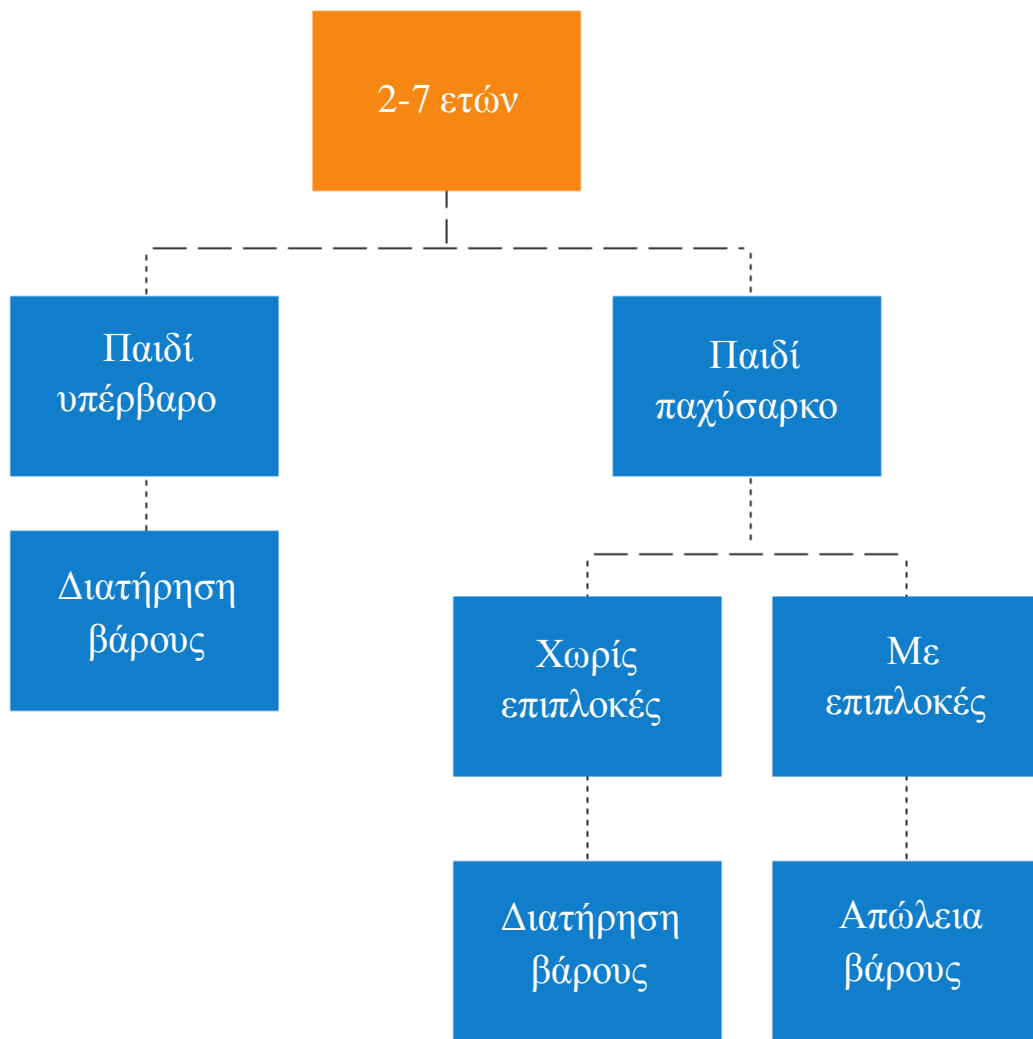 2-7 ετών
Παιδί
υπέρβαρο
Παιδί
παχύσαρκο
Διατήρηση
βάρους
Χωρίς
επιπλοκές
Με
επιπλοκές
Διατήρηση
βάρους
Απώλεια
βάρους